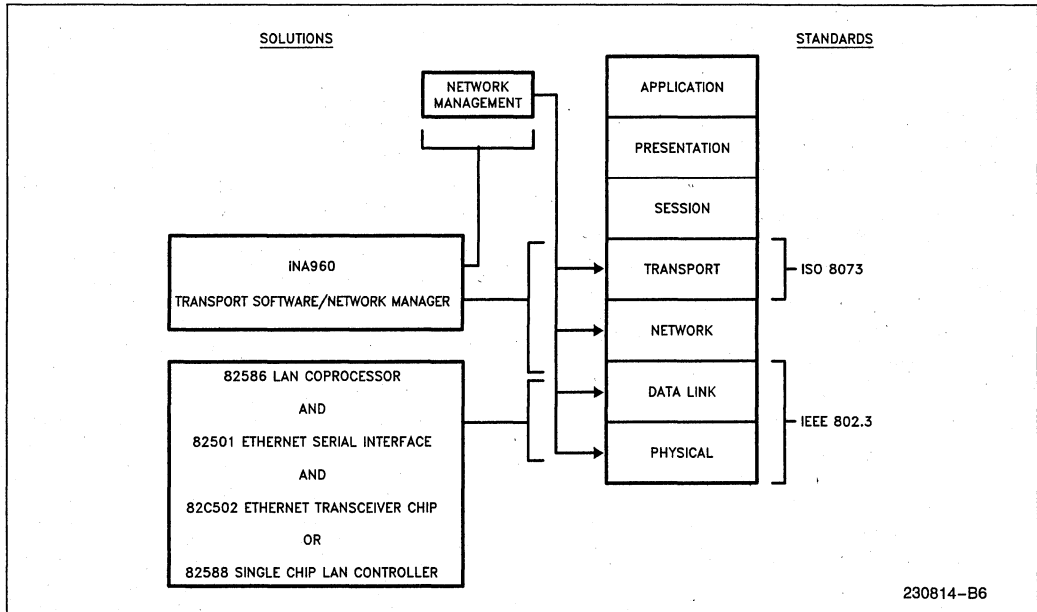 SOLUTIONS
STANDARDS
NETWORK
MANAGEMENT
APPLICATION
PRESENTATION
SESSION
TRANSPORT
NETWORK
DATA LINK
PHYSICAL
ISO 8073
IEEE 802.3
iNA960
TRANSPORT SOFTWARE/NETWORK MANAGER
82586 LAN COPROCESSOR
AND
82501 ETHERNET SERIAL INTERFACE
AND
82C502 ETHERNET TRANSCEIVER CHIP
OR
82588 SINGLE CHIP LAN CONTROLLER
230814-B6